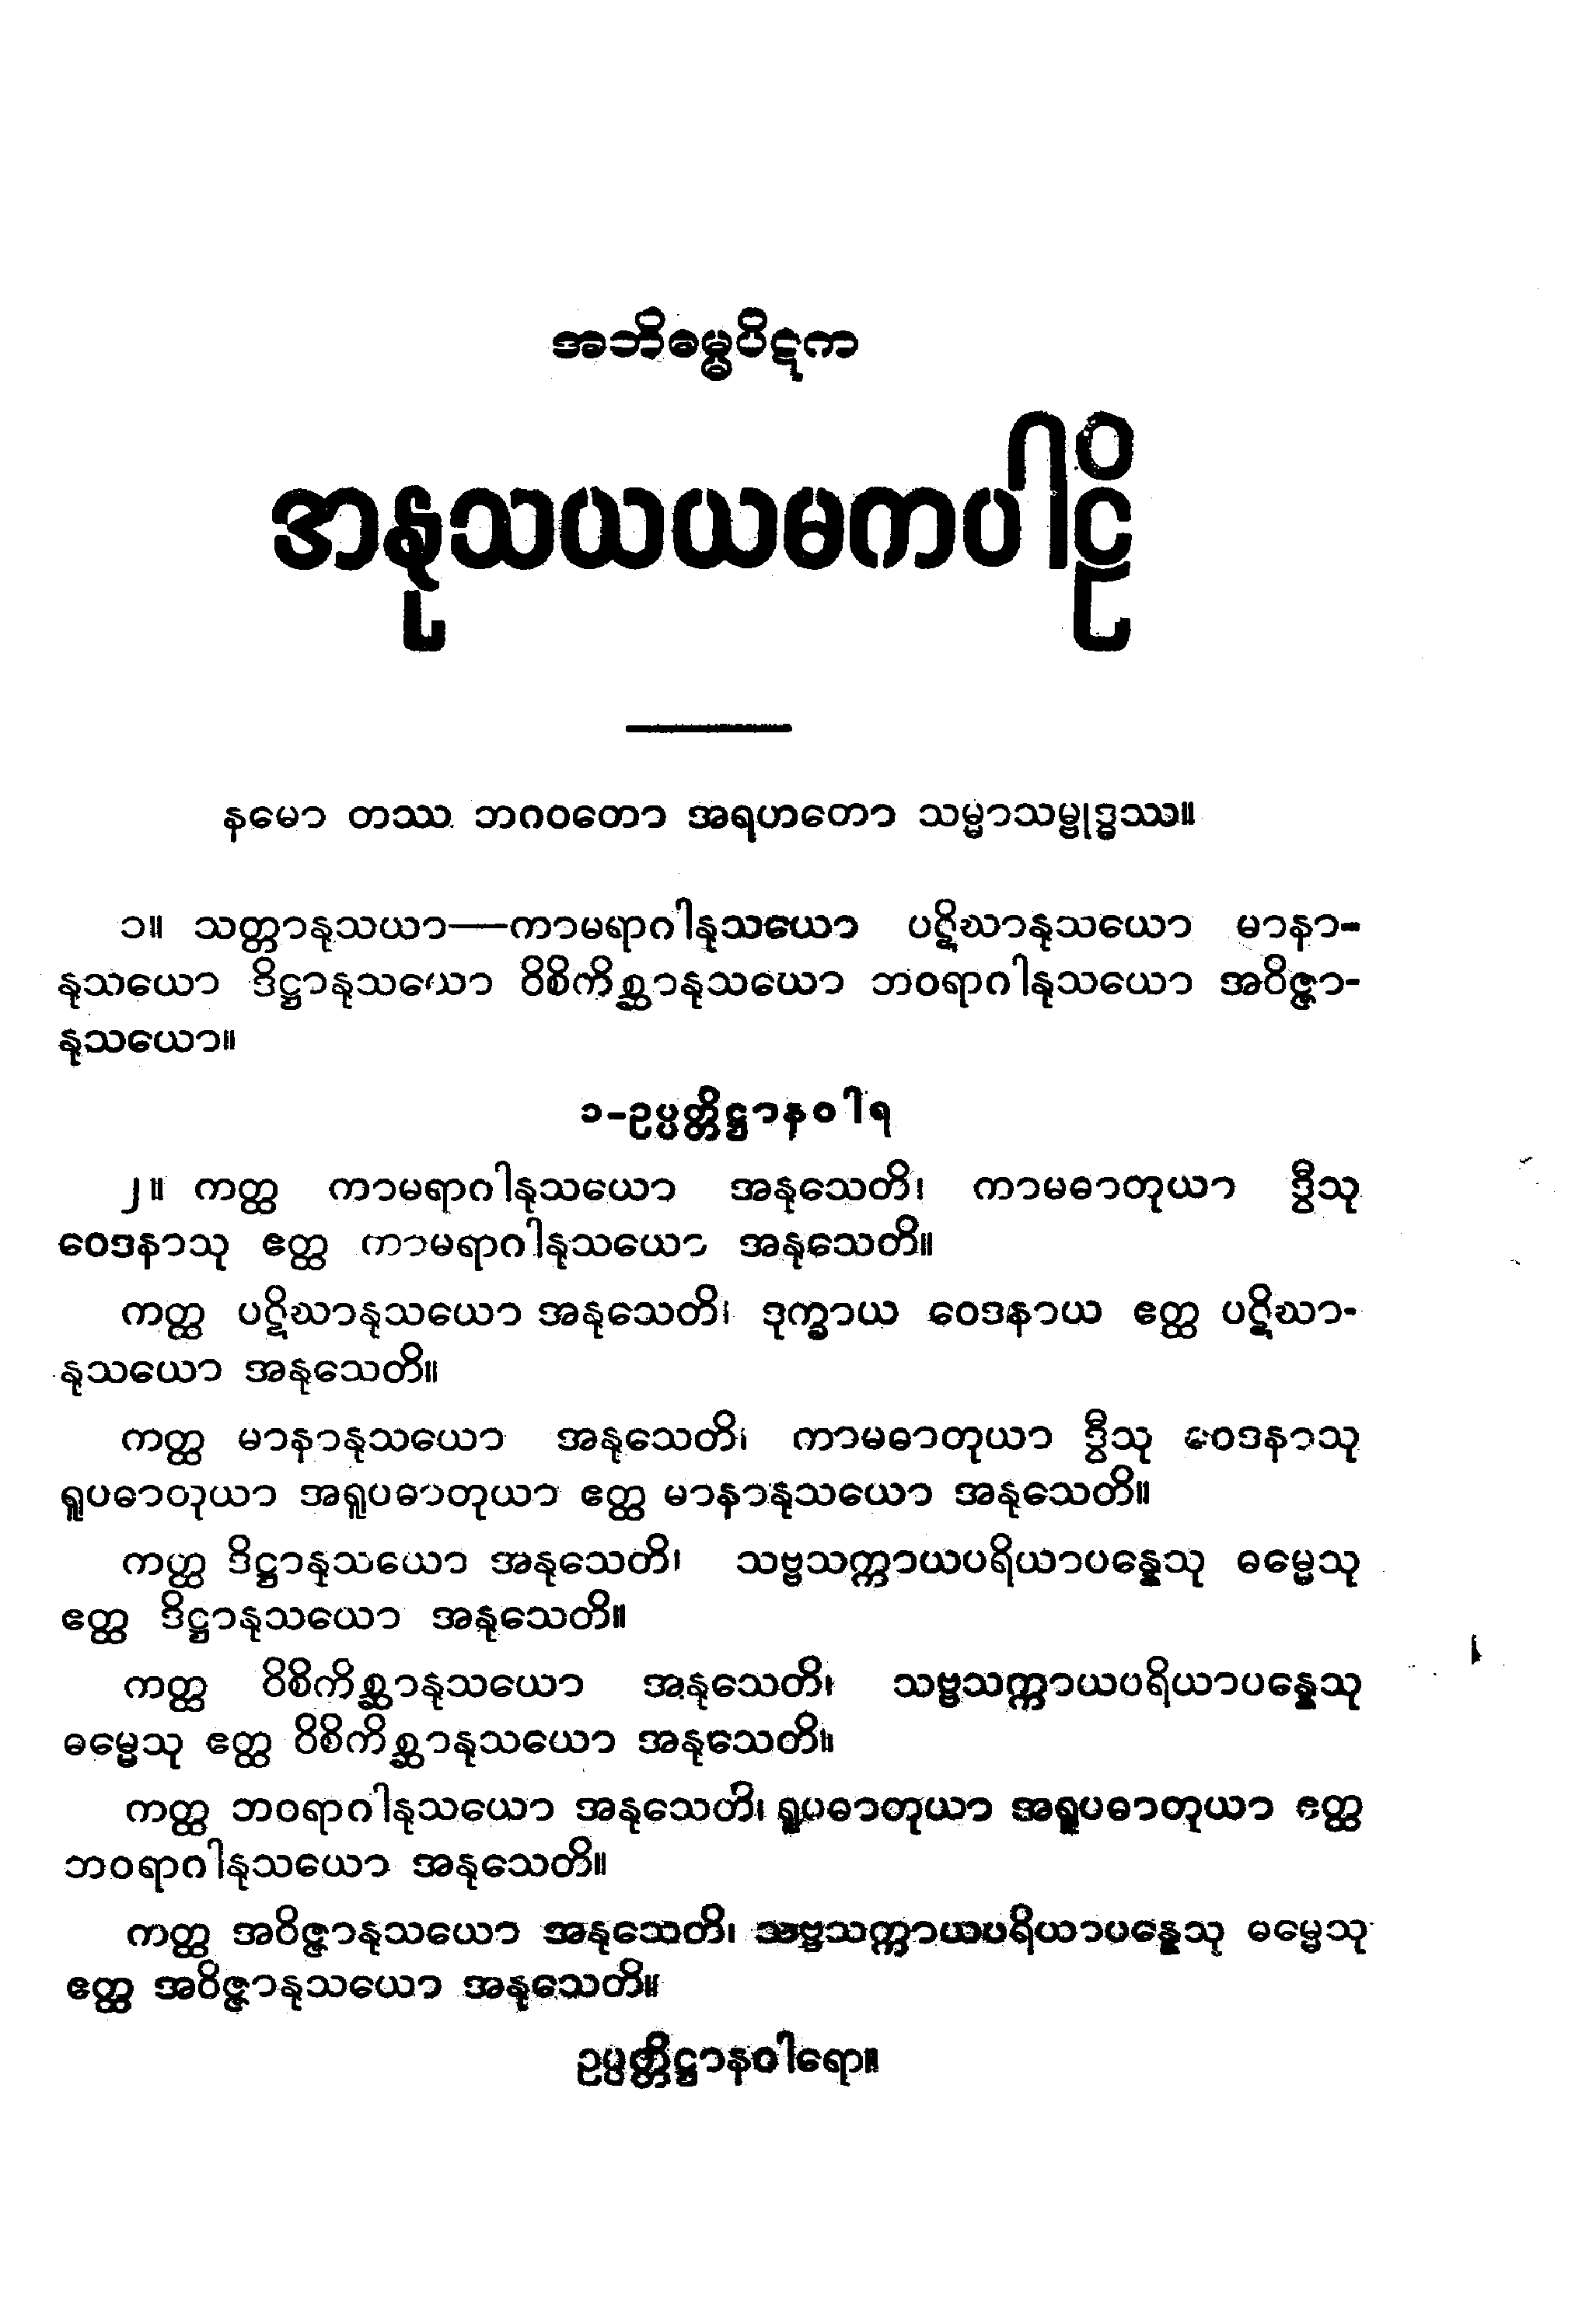 အဘိဓမ္မပိဋက
အနုသယယမကပါဠိ
နမော တဿ ဘဂဝတော အရဟတော သမ္မာသမ္ဗုဒ္ဓဿ။
၁။ သတ္တာနုသယာ—ကာမရာဂါနုသယော ပဋိဃာနုသယော မာနာ-
နုသယော ဒိဋ္ဌာနုသယော ဝိစိကိစ္ဆာနုသယော ဘဝရာဂါနုသယော အဝိဇ္ဇာ-
နုသယော။
၁-ဥပ္ပတ္တိဋ္ဌာနဝါရ
၂။ ကတ္ထ ကာမရာဂါနုသယော အနုသေတိ၊ ကာမဓာတုယာ ဒွီသု
ဝေဒနာသု ဧတ္ထ ကာမရာဂါနုသယော အနုသေတိ။
ကတ္ထ ပဋိဃာနုသယော အနုသေတိ၊ ဒုက္ခာယ ဝေဒနာယ ဧတ္ထ ပဋိဃာ-
နုသယော အနုသေတိ။
ကတ္ထ မာနာနုသယော အနုသေတိ၊ ကာမဓာတုယာ ဒွီသု ဝေဒနာသု
ရူပဓာတုယာ အရူပဓာတုယာ ဧတ္ထ မာနာနုသယော အနုသေတိ။
ကတ္ထ ဒိဋ္ဌာနုသယော အနုသေတိ၊ သဗ္ဗသက္ကာယပရိယာပန္နေသု ဓမ္မေသု
ဧတ္ထ ဒိဋ္ဌာနုသယော အနုသေတိ။
ကတ္ထ ဝိစိကိစ္ဆာနုသယော အနုသေတိ၊ သဗ္ဗသက္ကာယပရိယာပန္နေသု
ဓမ္မေသု ဧတ္ထ ဝိစိကိစ္ဆာနုသယော အနုသေတိ။
ကတ္ထ ဘဝရာဂါနုသယော အနုသေတိ၊ ရူပဓာတုယာ အရူပဓာတုယာ ဧတ္ထ
ဘဝရာဂါနုသယော အနုသေတိ။
ကတ္ထ အဝိဇ္ဇာနုသယော အနုသေတိ၊ သဗ္ဗသက္ကာယပရိယာပန္နေသု ဓမ္မေသု
ဧတ္ထ အဝိဇ္ဇာနုသယော အနုသေတိ။
ဥပ္ပတ္တိဋ္ဌာနဝါရော။